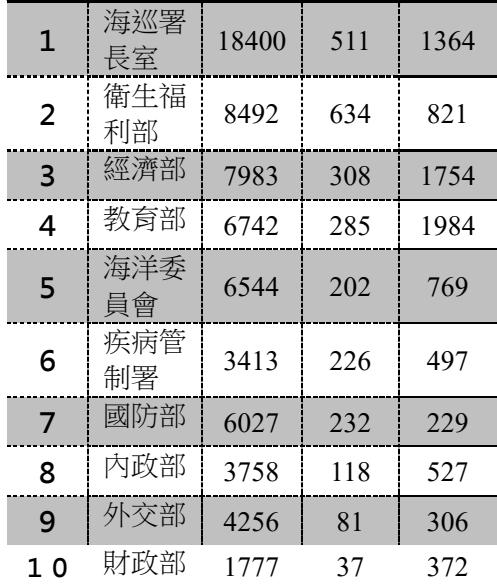 1 海巡署長室 18400 511 1364
2 衛生福利部 8492 634 821
3 經濟部 7983 308 1754
4 教育部 6742 285 1984
5 海洋委員會 6544 202 769
6 疾病管制署 3413 226 497
7 國防部 6027 232 229
8 內政部 3758 118 527
9 外交部 4256 81 306
10 財政部 1777 37 372